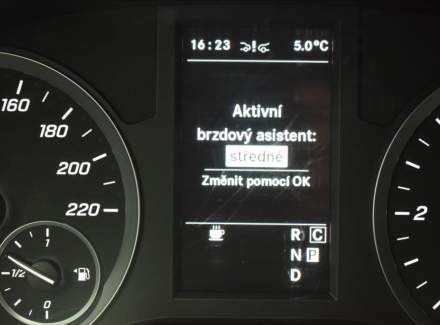 16:23 5.0°C
Aktivní
brzdový asistent:
stredné
Změnit pomocí OK
R C
N P
D
160
180
200
220
1
1/2
0
2